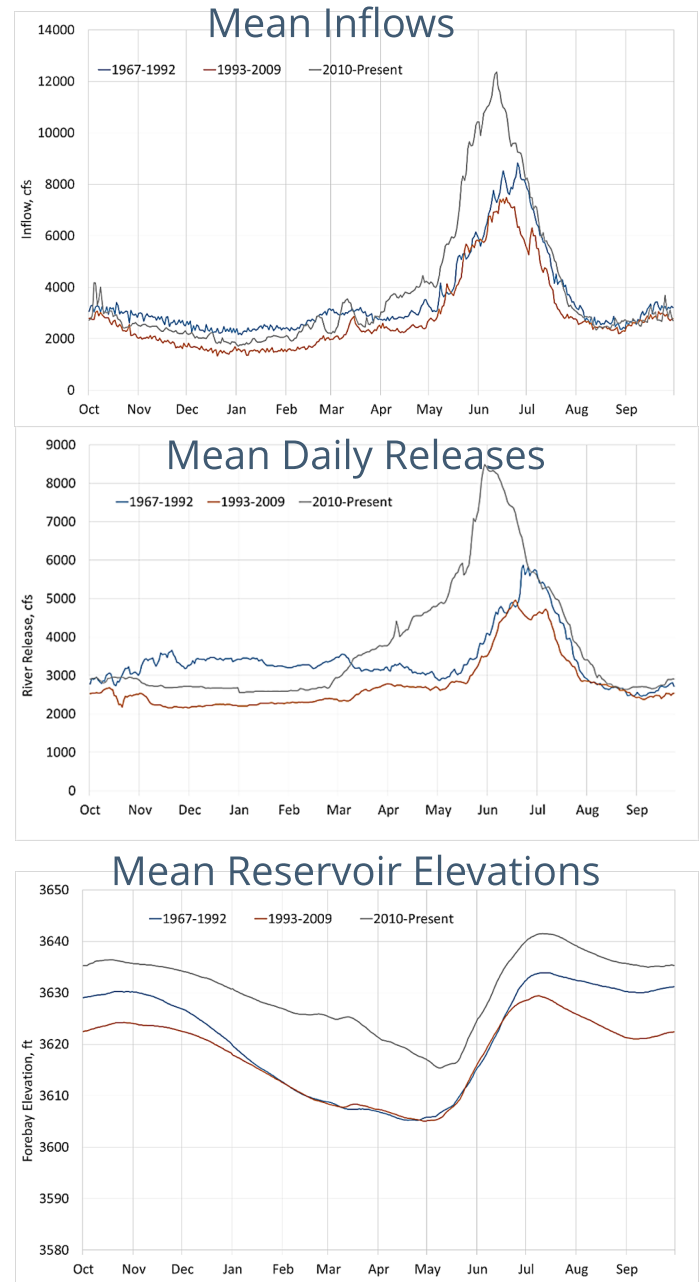 Mean Inflows
14000
1967-1992 1993-2009 2010-Present
12000
10000
8000
6000
4000
2000
0
Inflow, cfs
Oct Nov Dec Jan Feb Mar Apr May Jun Jul Aug Sep
Mean Daily Releases
9000
8000
1967-1992 1993-2009 2010-Present
7000
6000
5000
4000
3000
2000
1000
0
River Release, cfs
Oct Nov Dec Jan Feb Mar Apr May Jun Jul Aug Sep
Mean Reservoir Elevations
3650
1967-1992 1993-2009 2010-Present
3640
3630
3620
3610
3600
3590
3580
Forebay Elevation, ft
Oct Nov Dec Jan Feb Mar Apr May Jun Jul Aug Sep